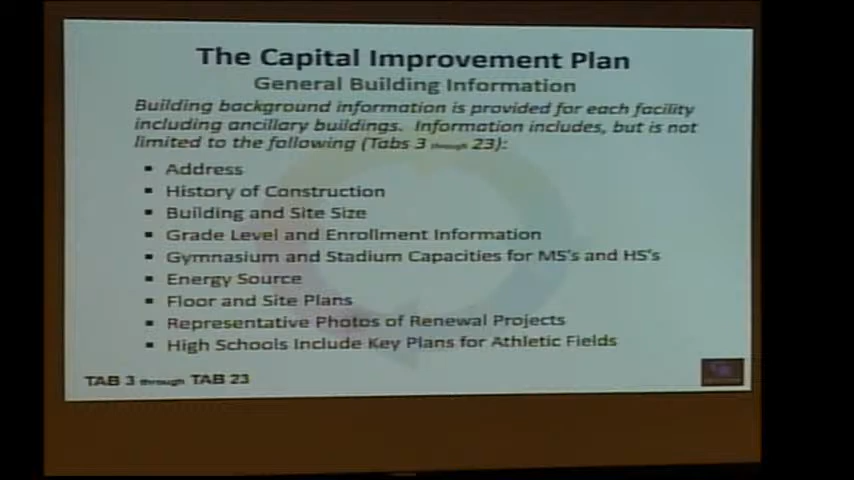 The Capital Improvement Plan
General Building Information
Building background information is provided for each facility
including ancillary buildings. Information includes, but is not
limited to the following (Tabs 3 through 23):
▪ Address
▪ History of Construction
▪ Building and Site Size
▪ Grade Level and Enrollment Information
▪ Gymnasium and Stadium Capacities for MS's and HS's
▪ Energy Source
▪ Floor and Site Plans
▪ Representative Photos of Renewal Projects
▪ High Schools Include Key Plans for Athletic Fields
TAB 3 through TAB 23